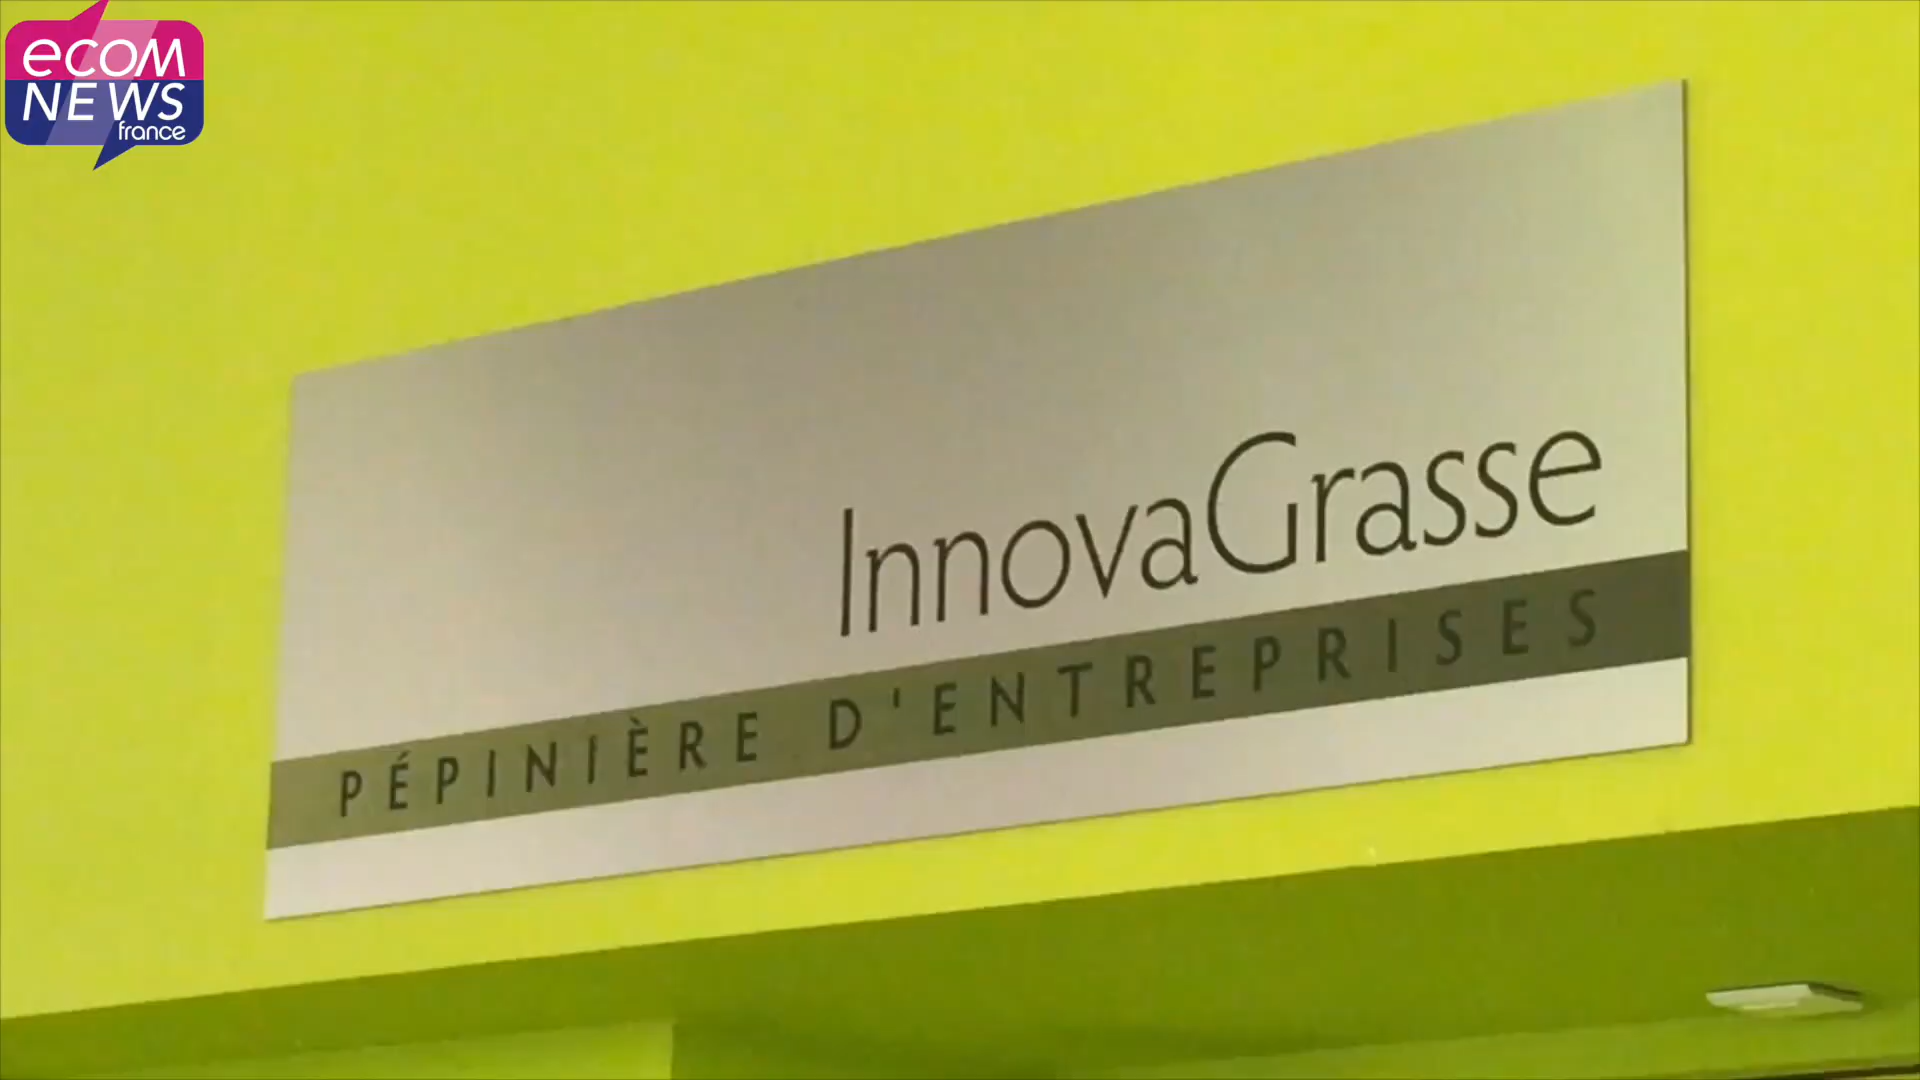 ecom
NEWS
france
InnovaGrasse
PÉPINIÈRE D'ENTREPRISES